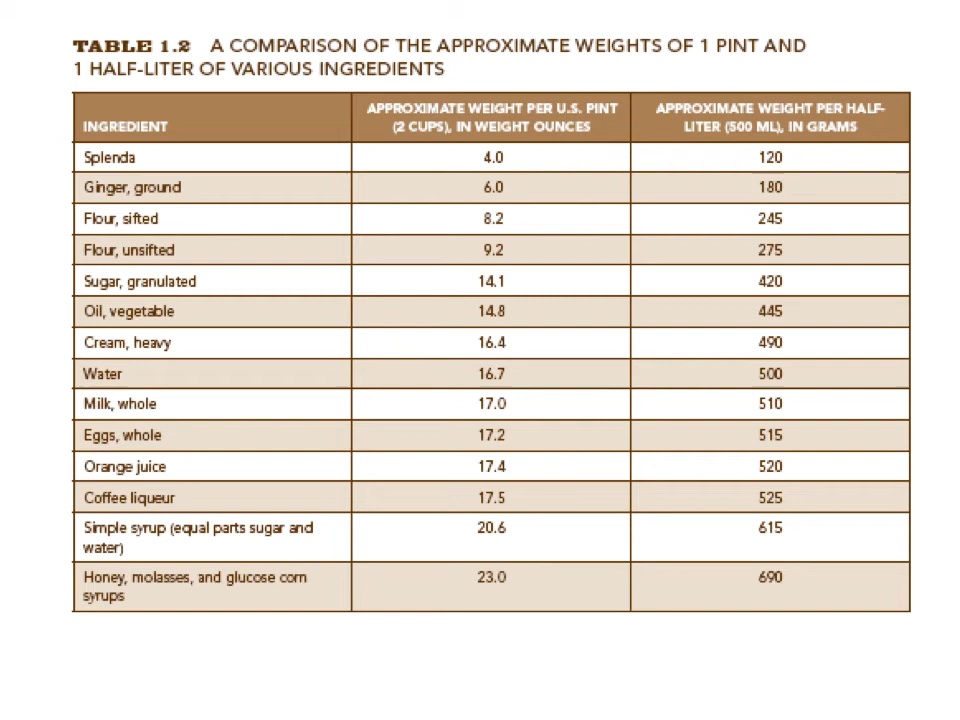 TABLE 1.2 A COMPARISON OF THE APPROXIMATE WEIGHTS OF 1 PINT AND
1 HALF-LITER OF VARIOUS INGREDIENTS
INGREDIENT APPROXIMATE WEIGHT PER U.S. PINT (2 CUPS), IN WEIGHT OUNCES APPROXIMATE WEIGHT PER HALF-LITER (500 ML), IN GRAMS
Splenda 4.0 120
Ginger, ground 6.0 180
Flour, sifted 8.2 245
Flour, unsifted 9.2 275
Sugar, granulated 14.1 420
Oil, vegetable 14.8 445
Cream, heavy 16.4 490
Water 16.7 500
Milk, whole 17.0 510
Eggs, whole 17.2 515
Orange juice 17.4 520
Coffee liqueur 17.5 525
Simple syrup (equal parts sugar and 20.6 615
water)
Honey, molasses, and glucose corn 23.0 690
syrups